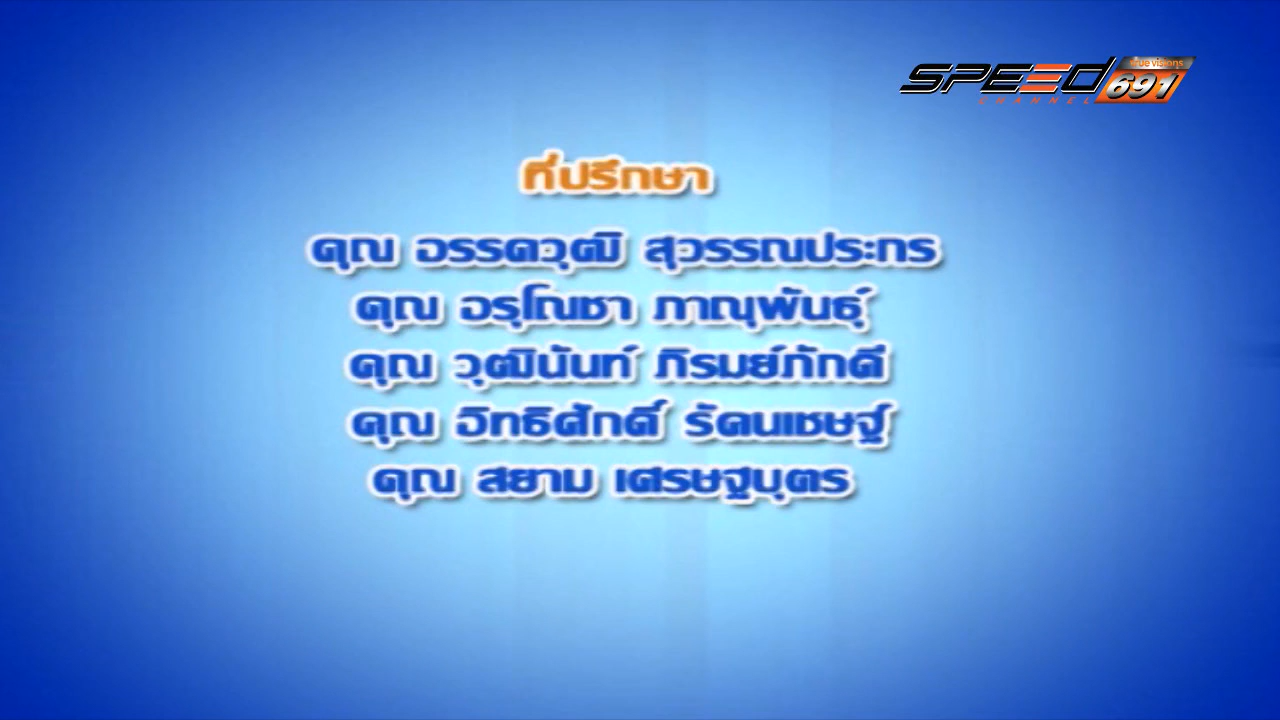 SPEED true visions
CHANNEL 691
ที่ปรึกษา
คุณ อรรควุฒิ สุวรรณประกร
คุณ อรุโณชา ภาณุพันธุ์
คุณ วุฒินันท์ ภิรมย์ภักดี
คุณ อิทธิศักดิ์ รัคนเชษฐ์
คุณ สยาม เศรษฐบุตร